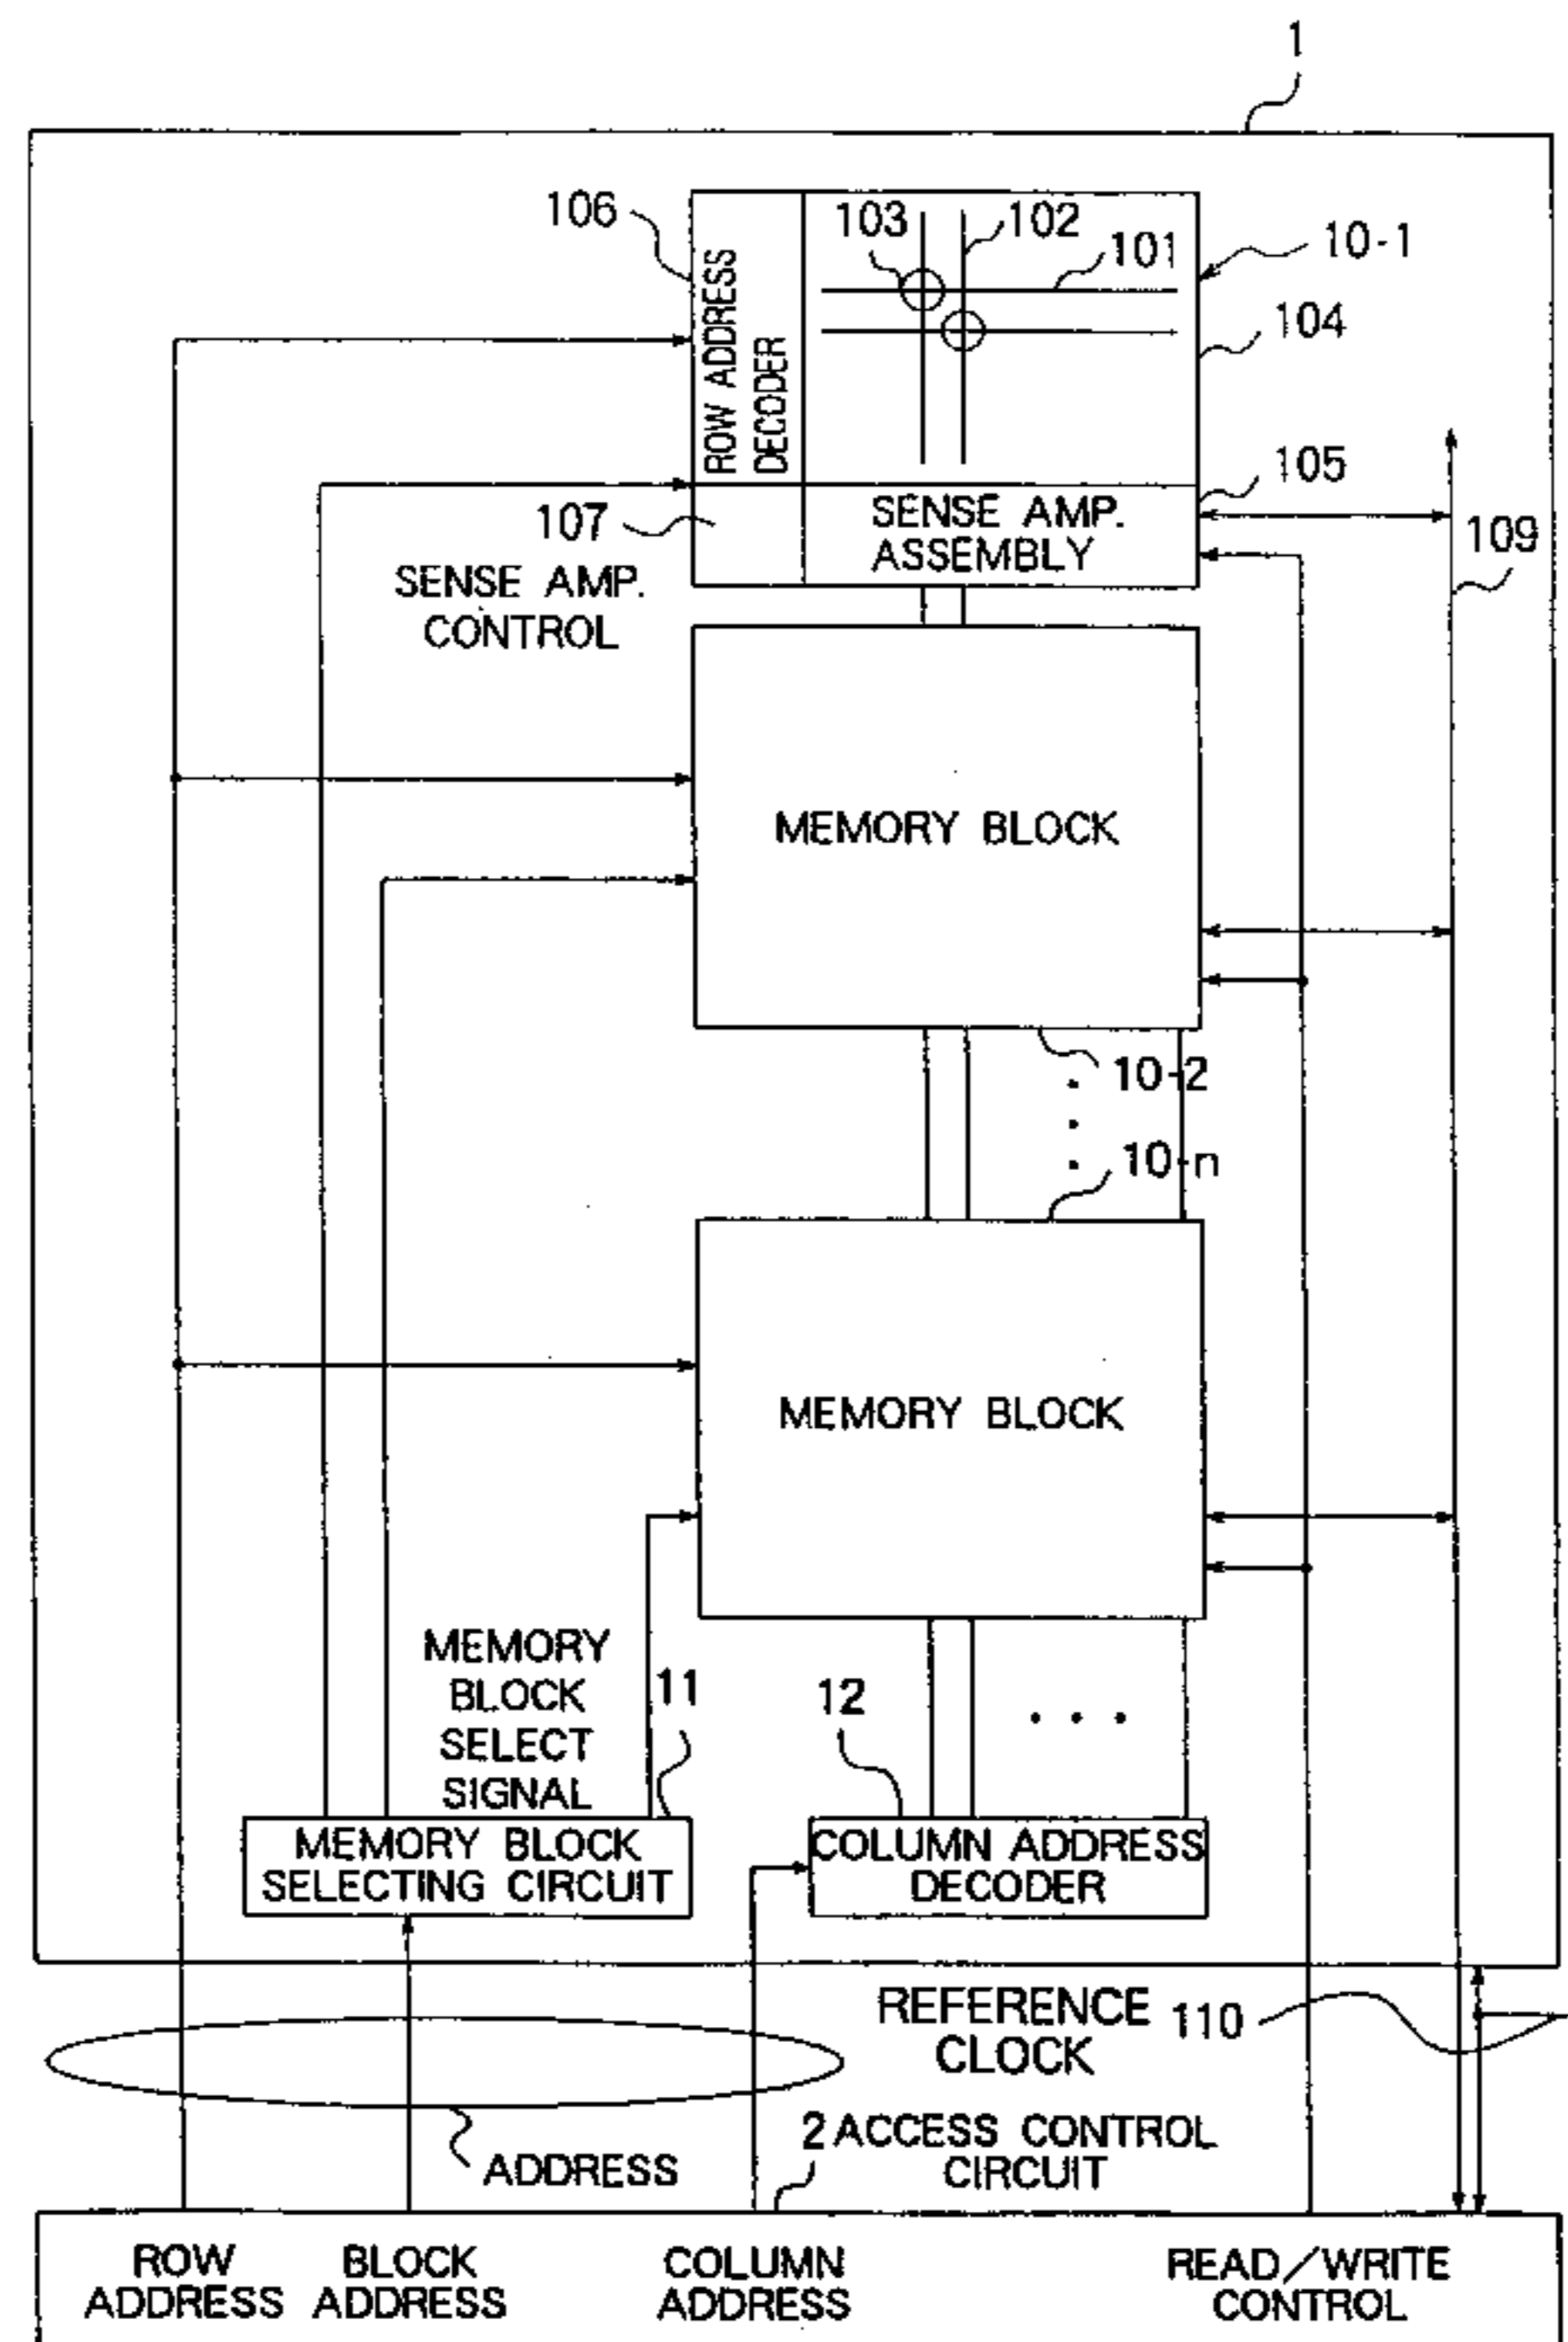 1
106
103
102
101
10-1
104
ROW ADDRESS
DECODER
105
107
SENSE AMP.
ASSEMBLY
109
SENSE AMP.
CONTROL
MEMORY BLOCK
10-2
10-n
MEMORY BLOCK
MEMORY
BLOCK
SELECT
SIGNAL
11
12
MEMORY BLOCK
SELECTING CIRCUIT
COLUMN ADDRESS
DECODER
REFERENCE
CLOCK
110
ADDRESS
2 ACCESS CONTROL
CIRCUIT
ROW
ADDRESS
BLOCK
ADDRESS
COLUMN
ADDRESS
READ/WRITE
CONTROL